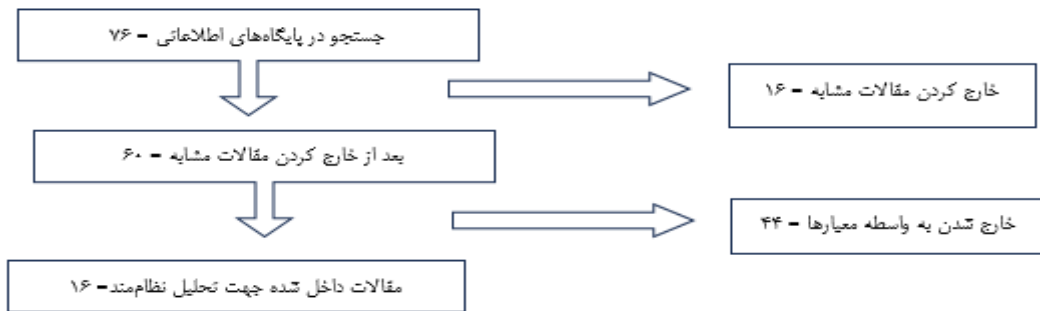 جستجو در پایگاه‌های اطلاعاتی – ۷۶
خارج کردن مقالات مشابه – ۱۶
بعد از خارج کردن مقالات مشابه – ۶۰
خارج شدن به واسطه معیارها – ۴۴
مقالات داخل شده جهت تحلیل نظام‌مند– ۱۶